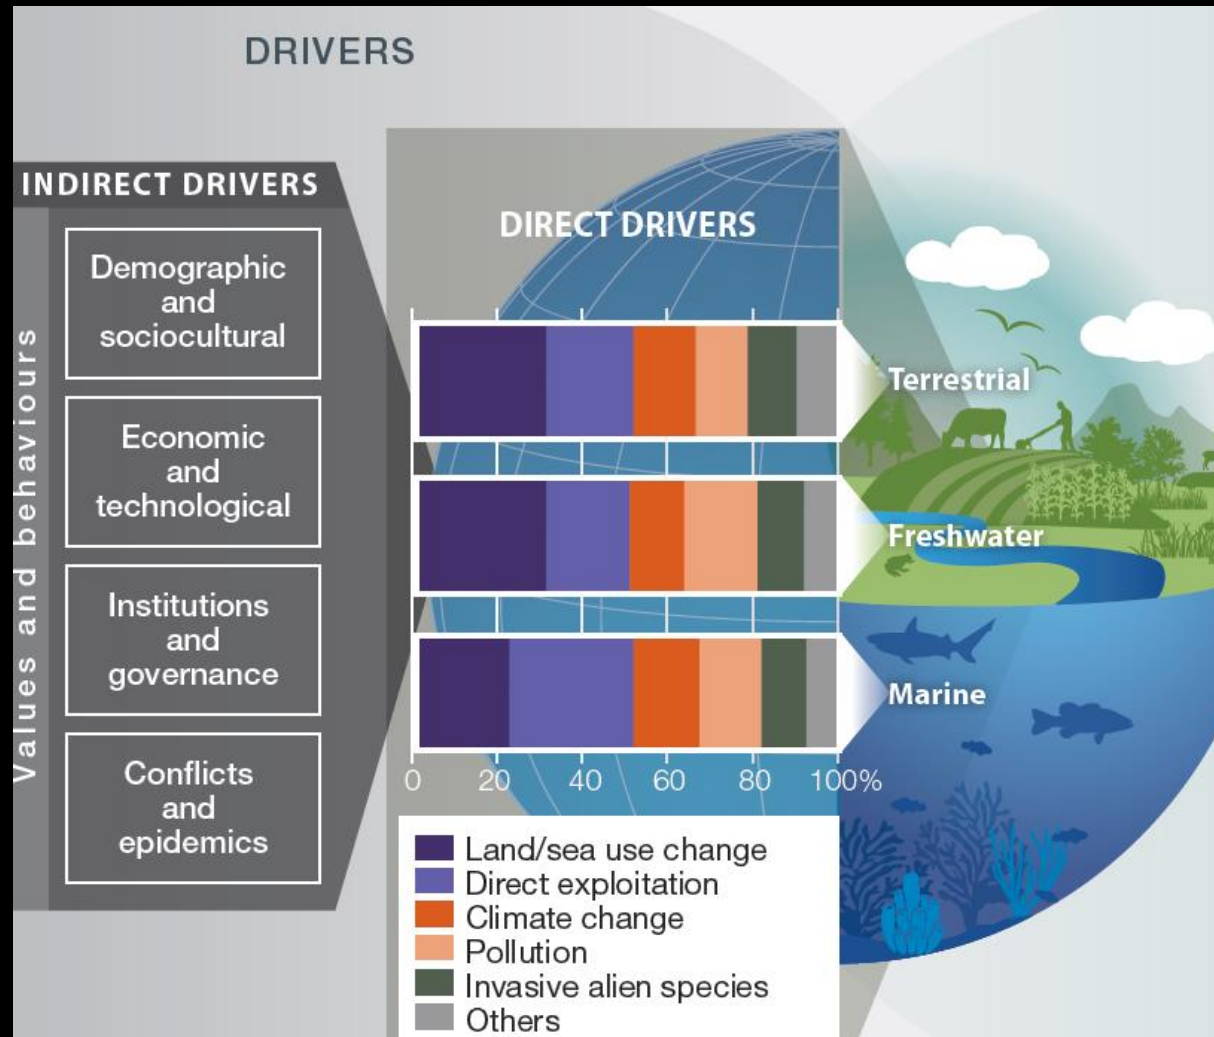 DRIVERS
INDIRECT DRIVERS
Values and behaviours
Demographic
and
sociocultural
Economic
and
technological
Institutions
and
governance
Conflicts
and
epidemics
DIRECT DRIVERS
Terrestrial
Freshwater
Marine
0 20 40 60 80 100%
Land/sea use change
Direct exploitation
Climate change
Pollution
Invasive alien species
Others